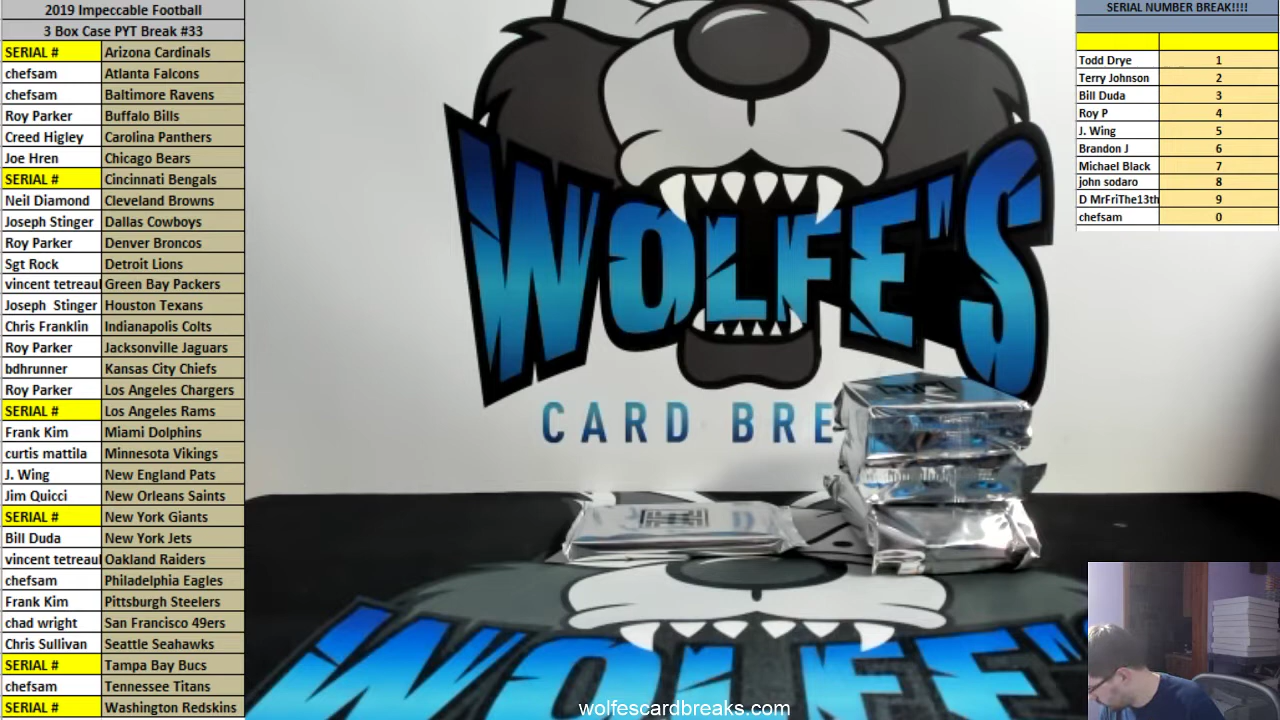 2019 Impeccable Football
3 Box Case PYT Break #33
SERIAL # Arizona Cardinals
chefsam Atlanta Falcons
chefsam Baltimore Ravens
Roy Parker Buffalo Bills
Creed Higley Carolina Panthers
Joe Hren Chicago Bears
SERIAL # Cincinnati Bengals
Neil Diamond Cleveland Browns
Joseph Stinger Dallas Cowboys
Roy Parker Denver Broncos
Sgt Rock Detroit Lions
vincent tetreaul Green Bay Packers
Joseph Stinger Houston Texans
Chris Franklin Indianapolis Colts
Roy Parker Jacksonville Jaguars
bdhrunner Kansas City Chiefs
Roy Parker Los Angeles Chargers
SERIAL # Los Angeles Rams
Frank Kim Miami Dolphins
curtis mattila Minnesota Vikings
J. Wing New England Pats
Jim Quicci New Orleans Saints
SERIAL # New York Giants
Bill Duda New York Jets
vincent tetreaul Oakland Raiders
chefsam Philadelphia Eagles
Frank Kim Pittsburgh Steelers
chad wright San Francisco 49ers
Chris Sullivan Seattle Seahawks
SERIAL # Tampa Bay Bucs
chefsam Tennessee Titans
SERIAL # Washington Redskins
WOLFE'S
CARD BRE
WOLFE'
wolfescardbreaks.com
SERIAL NUMBER BREAK!!!!
Todd Drye 1
Terry Johnson 2
Bill Duda 3
Roy P 4
J. Wing 5
Brandon J 6
Michael Black 7
john sodaro 8
D MrFriThe13th 9
chefsam 0